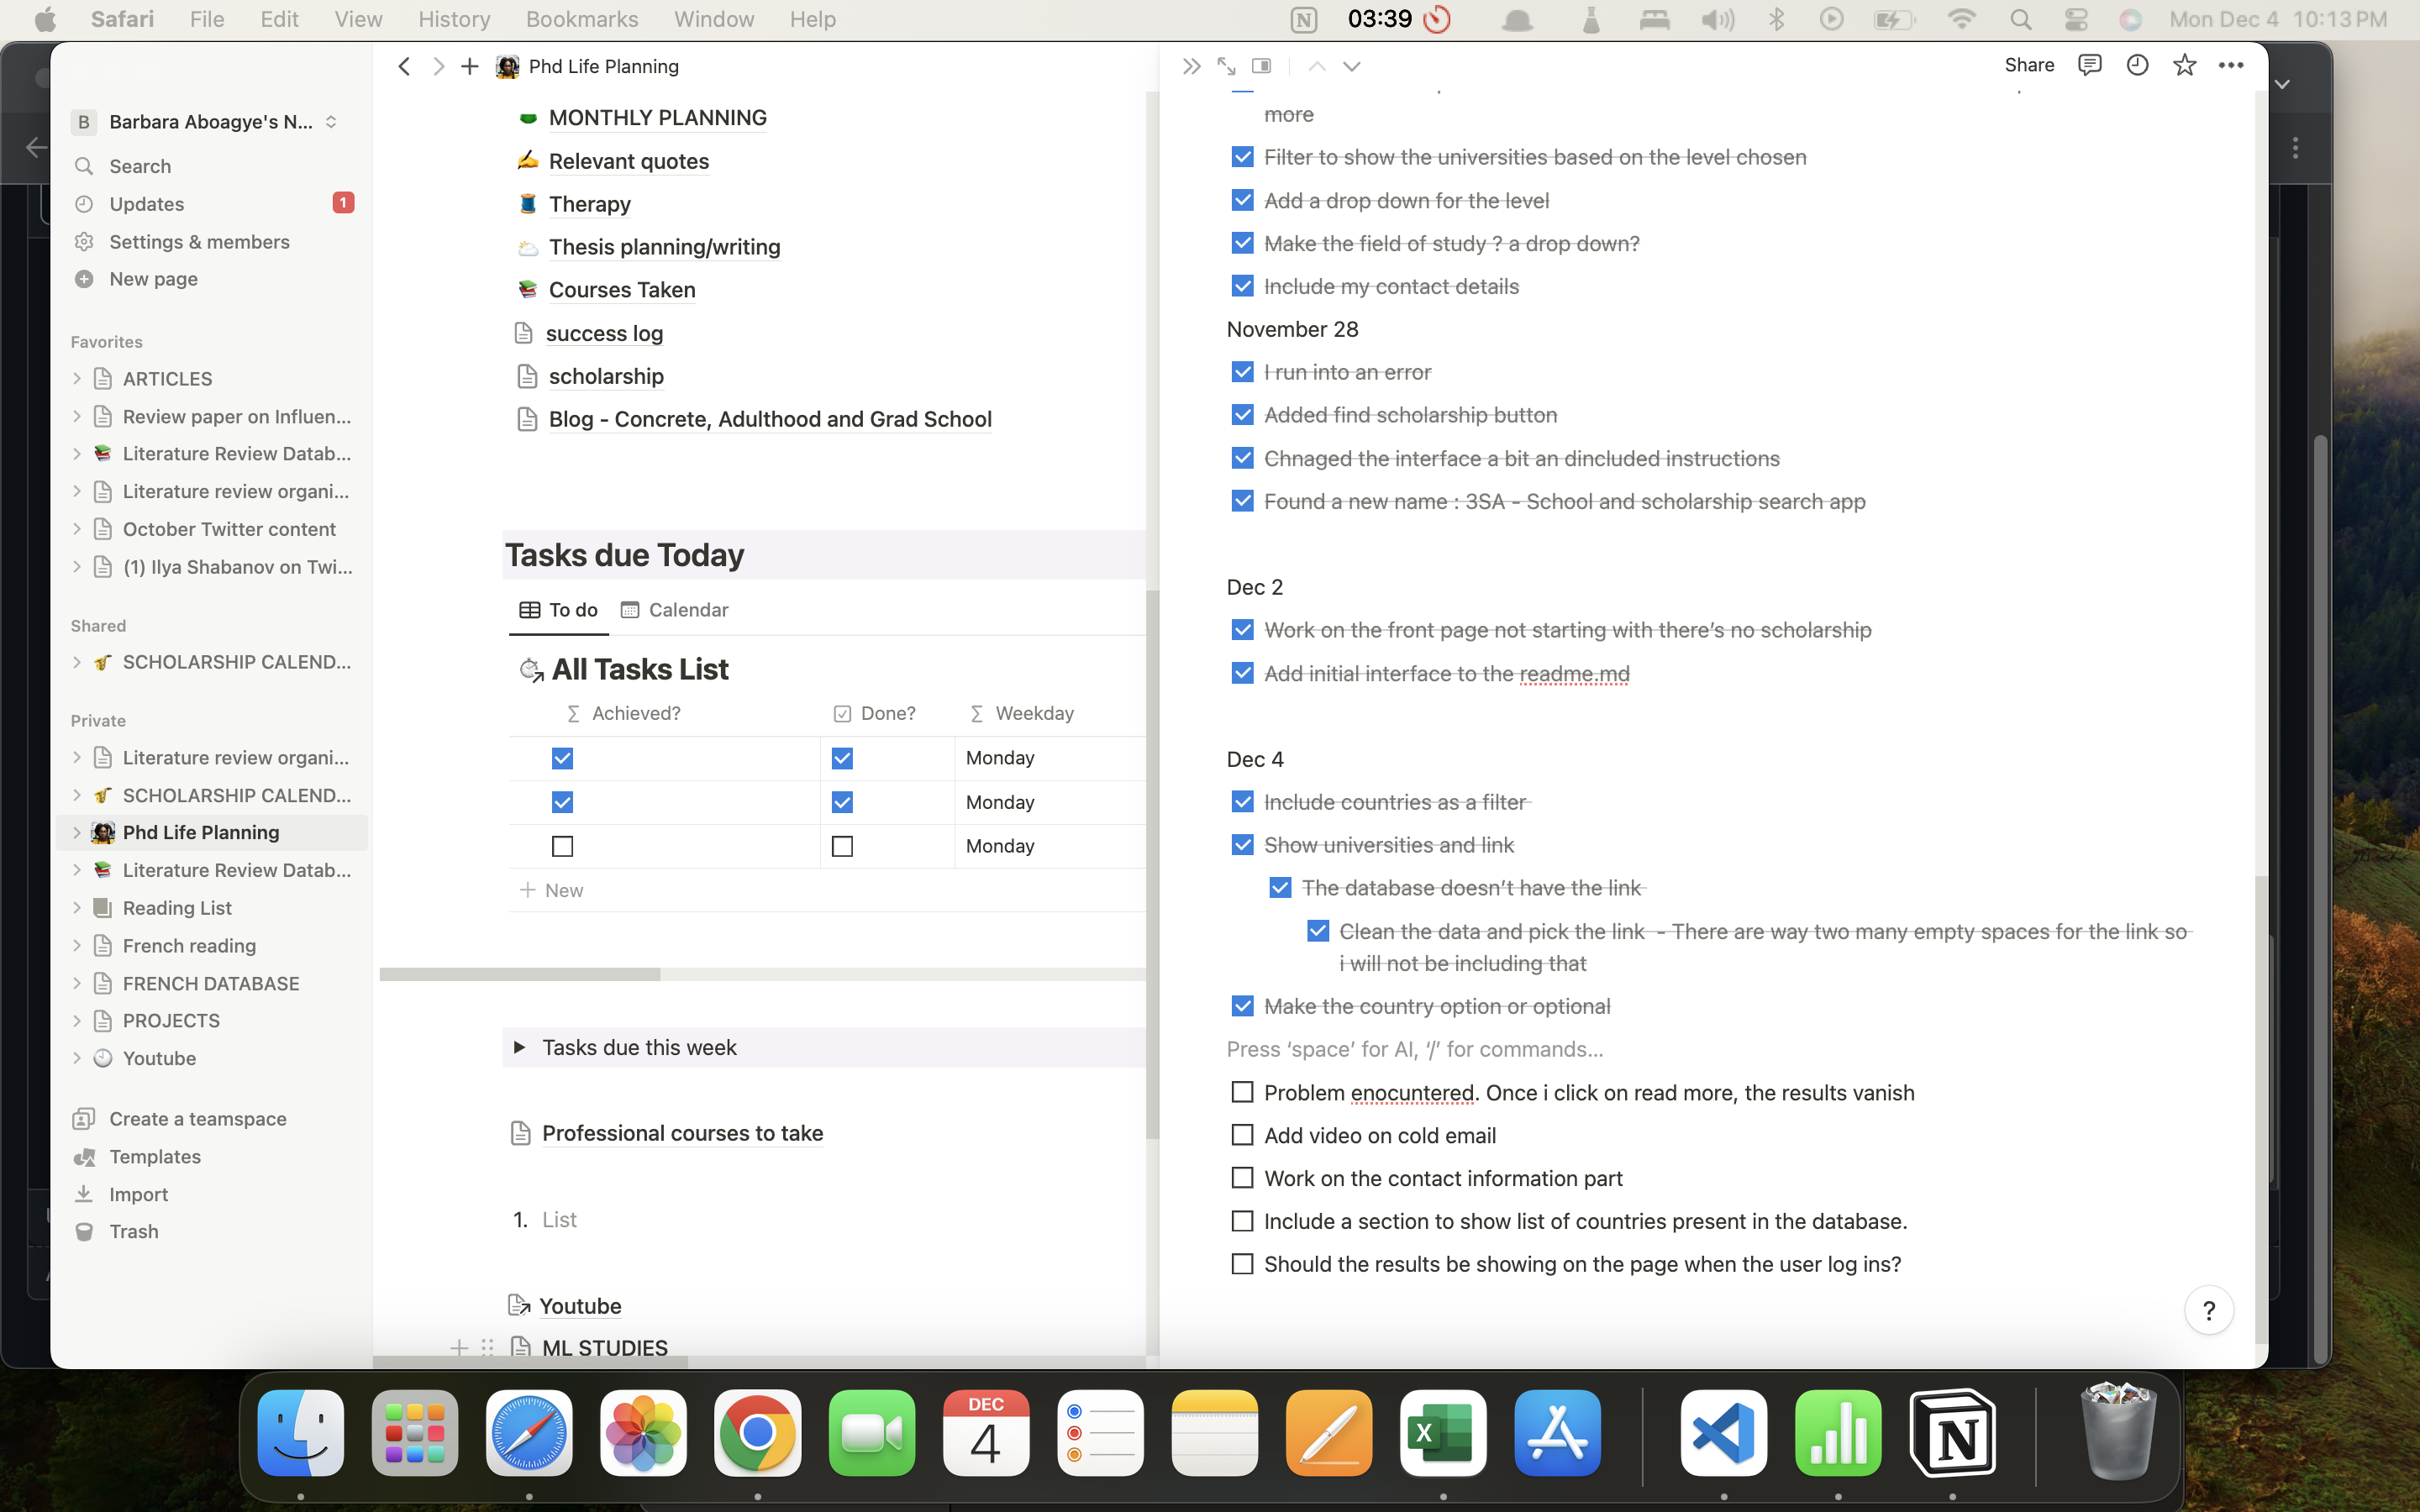 Safari File Edit View History Bookmarks Window Help 03:39 Mon Dec 4 10:13 PM
B Barbara Aboagye's N...
Search
Updates 1
Settings & members
New page
Favorites
ARTICLES
Review paper on Influen...
Literature Review Datab...
Literature review organi...
October Twitter content
(1) Ilya Shabanov on Twi...
Shared
SCHOLARSHIP CALEND...
Private
Literature review organi...
SCHOLARSHIP CALEND...
Phd Life Planning
Literature Review Datab...
Reading List
French reading
FRENCH DATABASE
PROJECTS
Youtube
Create a teamspace
Templates
Import
Trash
Phd Life Planning
MONTHLY PLANNING
Relevant quotes
Therapy
Thesis planning/writing
Courses Taken
success log
scholarship
Blog - Concrete, Adulthood and Grad School
Tasks due Today
To do Calendar
All Tasks List
Achieved? Done? Weekday
Monday
Monday
Monday
New
Tasks due this week
Professional courses to take
1. List
Youtube
ML STUDIES
Share
more
Filter to show the universities based on the level chosen
Add a drop down for the level
Make the field of study ? a drop down?
Include my contact details
November 28
I run into an error
Added find scholarship button
Chnaged the interface a bit an dincluded instructions
Found a new name : 3SA - School and scholarship search app
Dec 2
Work on the front page not starting with there's no scholarship
Add initial interface to the readme.md
Dec 4
Include countries as a filter
Show universities and link
The database doesn't have the link
Clean the data and pick the link - There are way two many empty spaces for the link so
i will not be including that
Make the country option or optional
Press ‘space’ for AI, ‘/’ for commands...
Problem enocuntered. Once i click on read more, the results vanish
Add video on cold email
Work on the contact information part
Include a section to show list of countries present in the database.
Should the results be showing on the page when the user log ins?
?
DEC
4
X
N